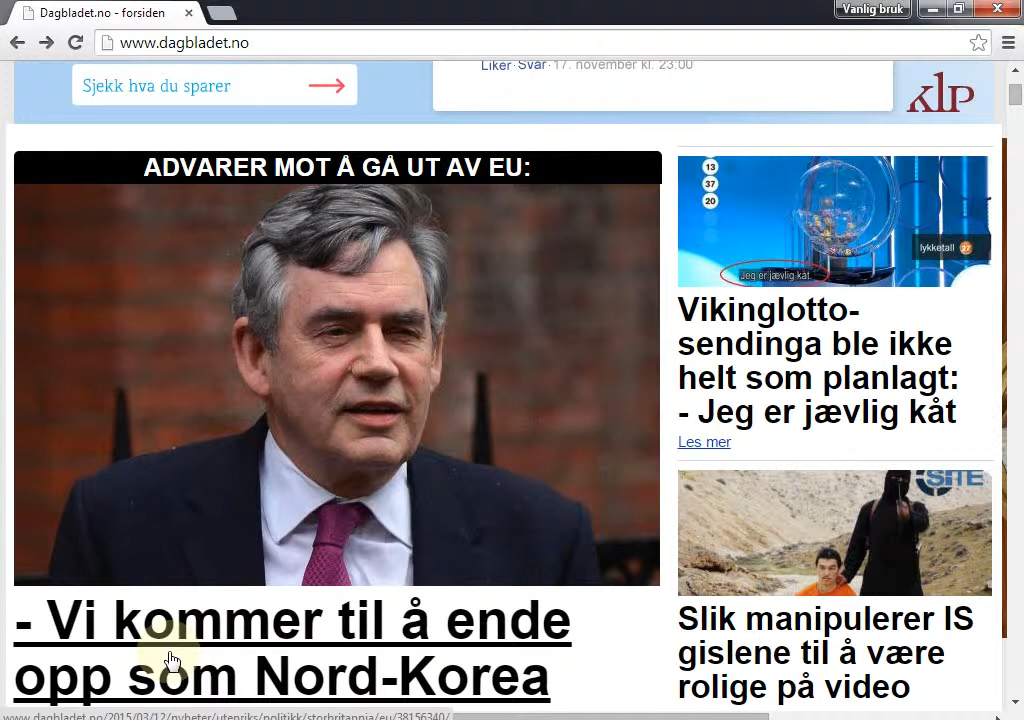 Dagbladet.no - forsiden
Vanlig bruk
www.dagbladet.no
Sjekk hva du sparer
Liker · Svar · 17. november kl. 23:00
klp
ADVARER MOT Å GÅ UT AV EU:
- Vi kommer til å ende
opp som Nord-Korea
13
37
20
lykketall 27
Jeg er jævlig kåt.
Vikinglotto-
sendinga ble ikke
helt som planlagt:
- Jeg er jævlig kåt
Les mer
SITE
Slik manipulerer IS
gislene til å være
rolige på video
www.dagbladet.no/2015/03/12/nyheter/utenriks/politikk/storbritannia/eu/38156340/